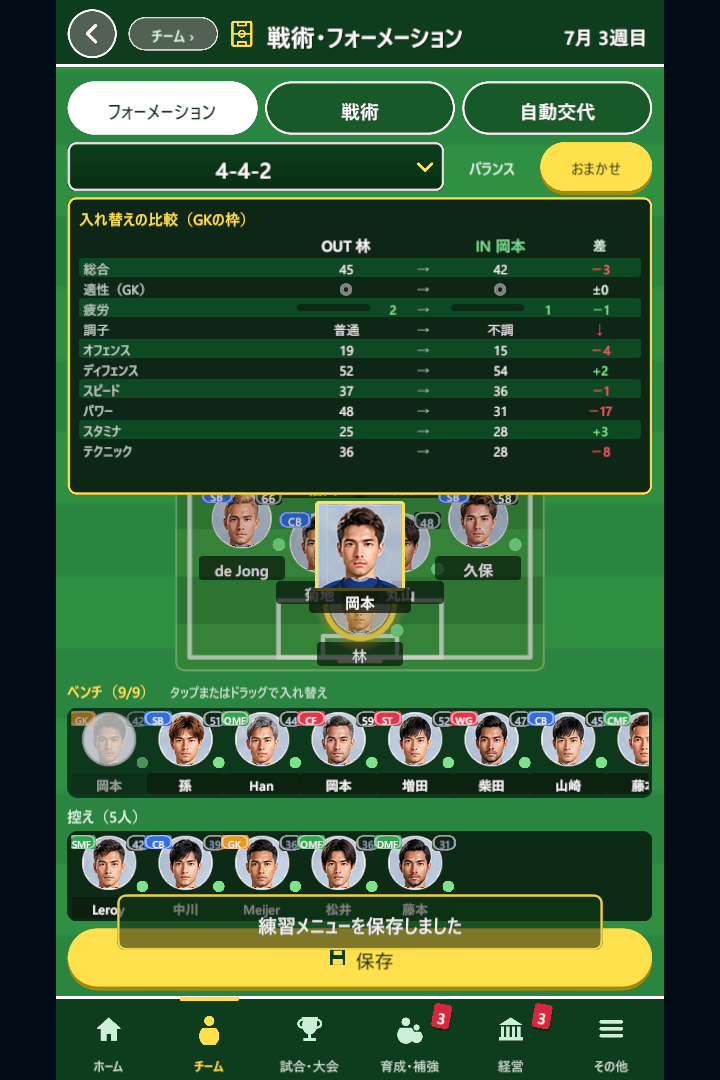 チーム ›
戦術・フォーメーション
7月 3週目
フォーメーション
戦術
自動交代
4-4-2
バランス
おまかせ
入れ替えの比較（GKの枠）
OUT 林 IN 岡本 差
総合 45 → 42 −3
適性（GK） ◎ → ◎ ±0
疲労 2 → 1 −1
調子 普通 → 不調 ↓
オフェンス 19 → 15 −4
ディフェンス 52 → 54 +2
スピード 37 → 36 −1
パワー 48 → 31 −17
スタミナ 25 → 28 +3
テクニック 36 → 28 −8
SB 66
SB 58
CB
48
de Jong
久保
菊地
丸山
岡本
林
ベンチ（9/9） タップまたはドラッグで入れ替え
GK 42 SB 51 OMF 44 CF 59 ST 52 WG 47 CB 45 CMF
岡本 孫 Han 岡本 増田 柴田 山崎
控え（5人）
SMF 42 CB 39 GK 36 OMF 36 DMF 31
Leroy 中川 Meijer 松井 藤本
練習メニューを保存しました
保存
3 3
ホーム チーム 試合・大会 育成・補強 経営 その他